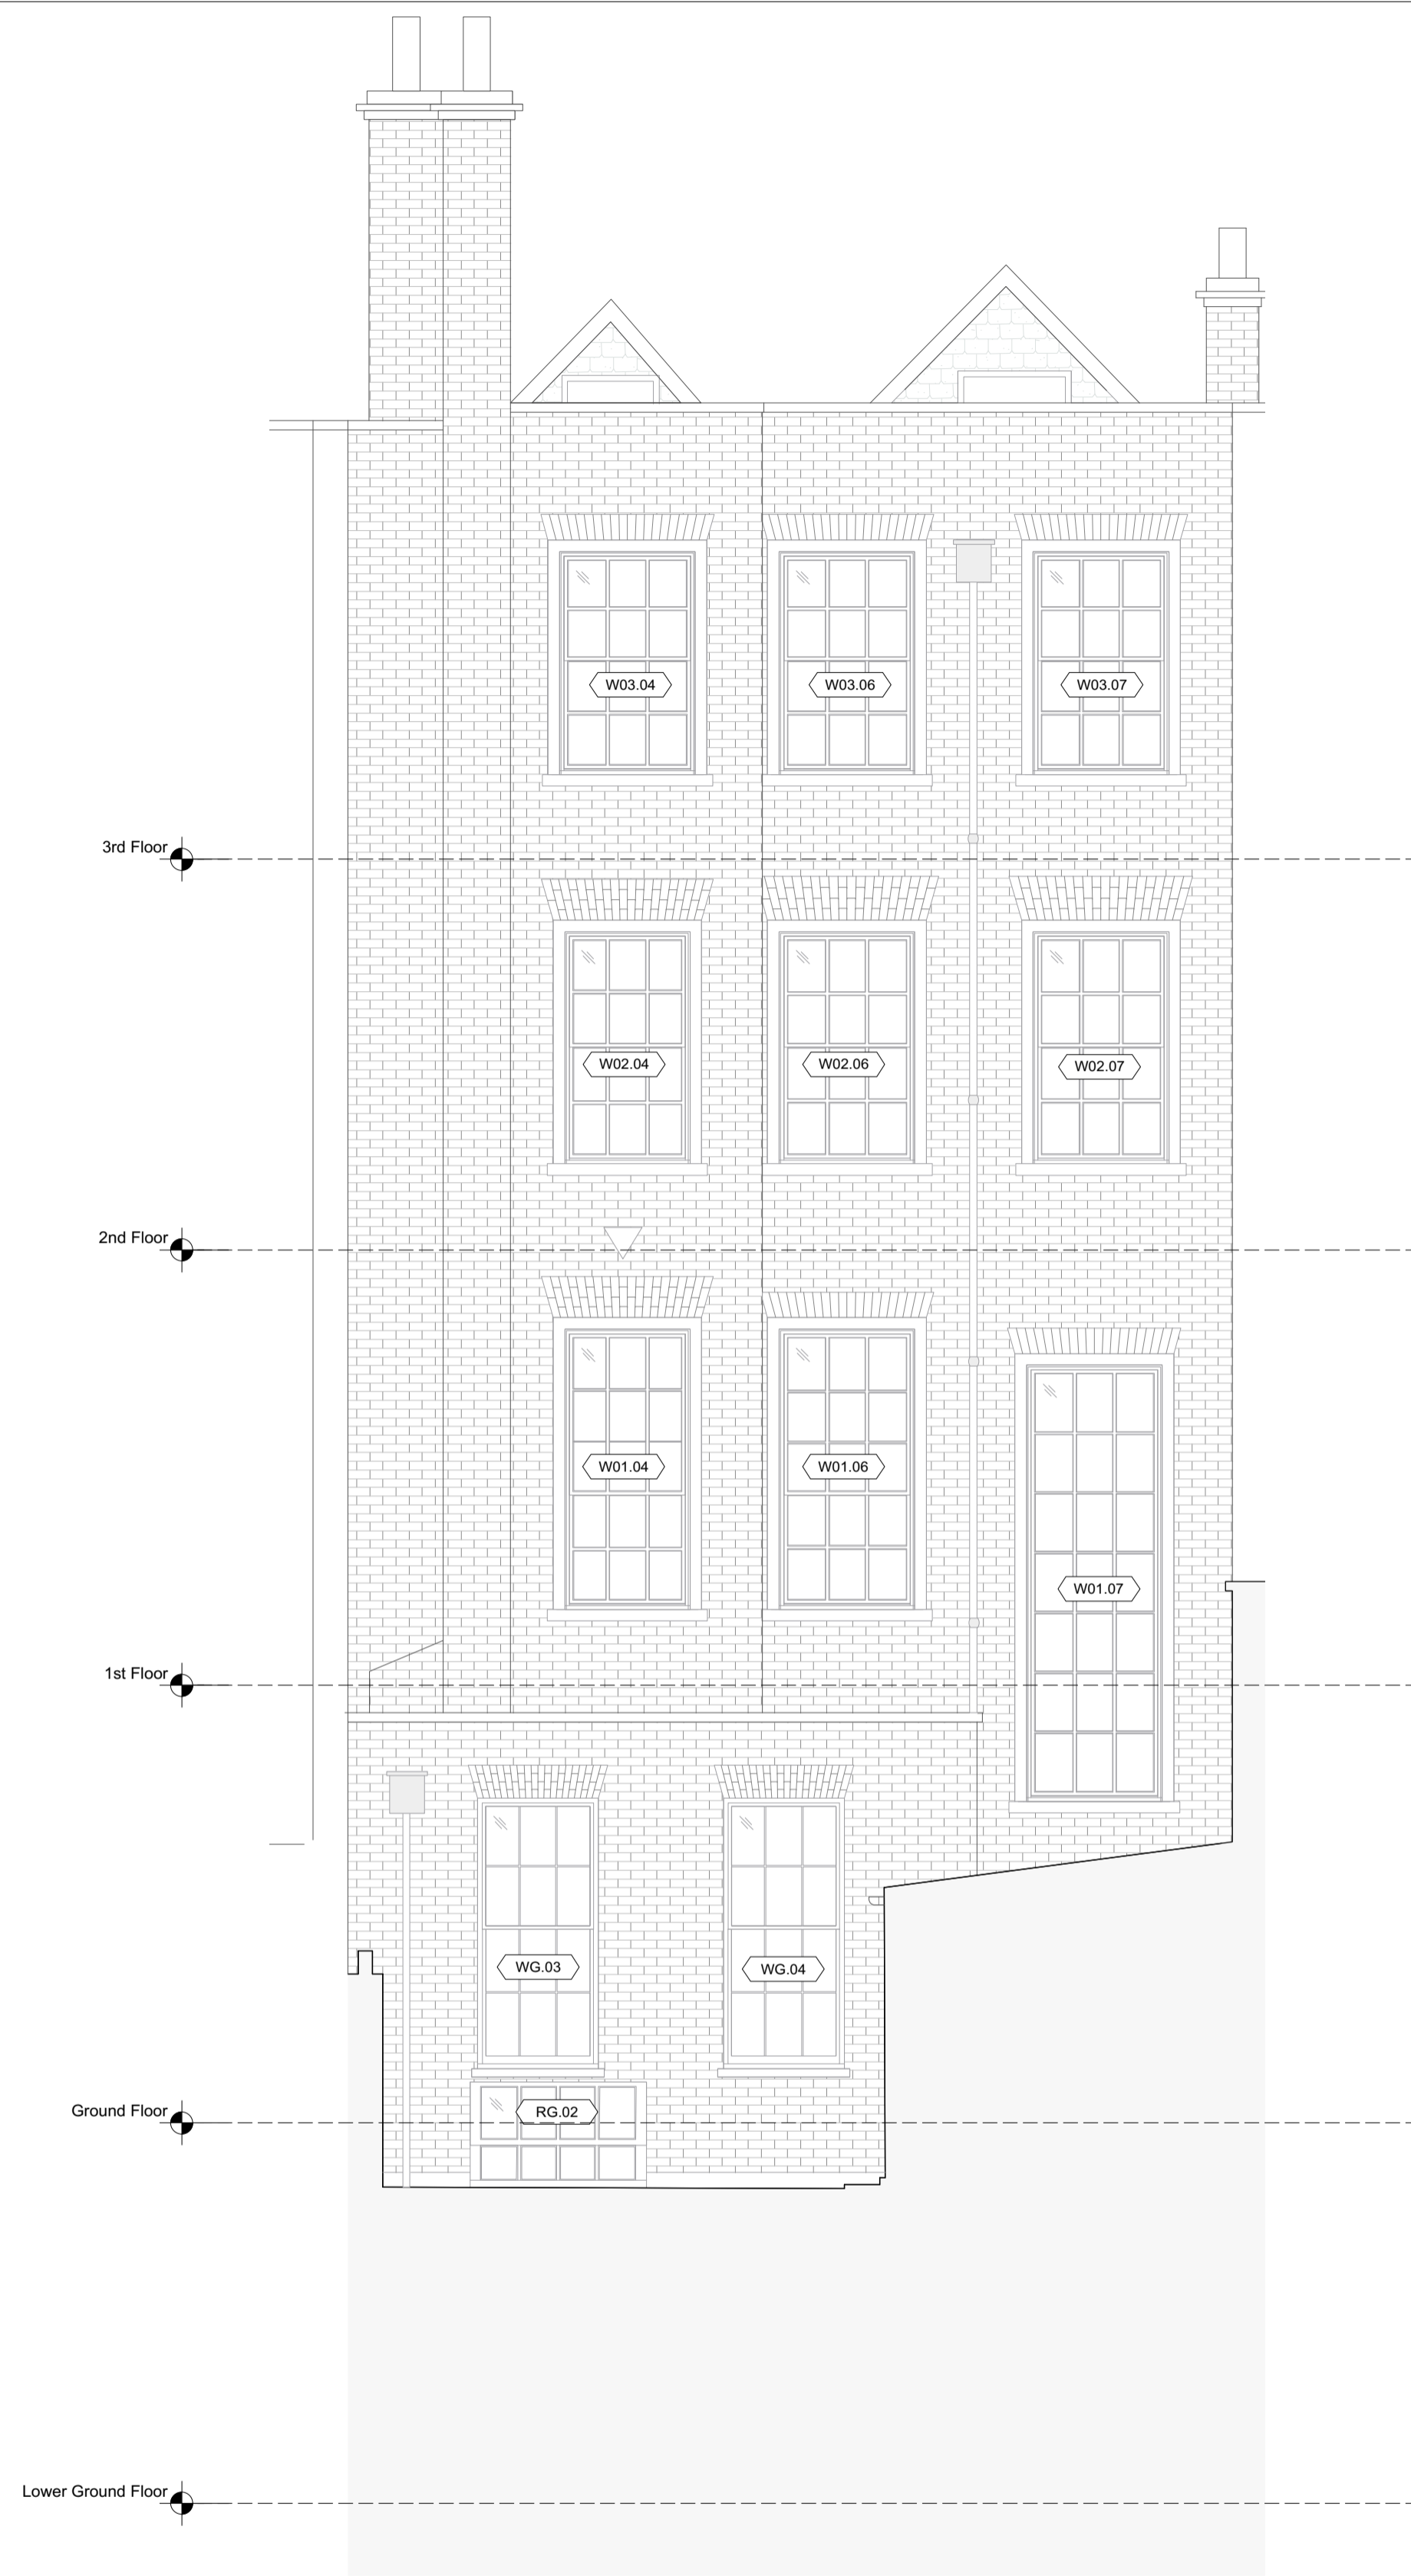 W03.04
W03.06
W03.07
3rd Floor
W02.04
W02.06
W02.07
2nd Floor
W01.04
W01.06
W01.07
1st Floor
WG.03
WG.04
RG.02
Ground Floor
Lower Ground Floor